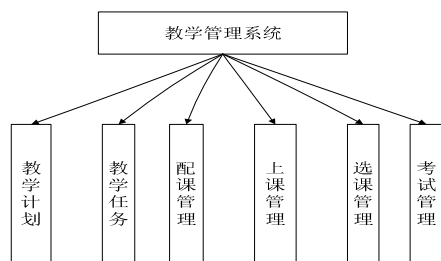 教学管理系统
教学计划
教学任务
配课管理
上课管理
选课管理
考试管理